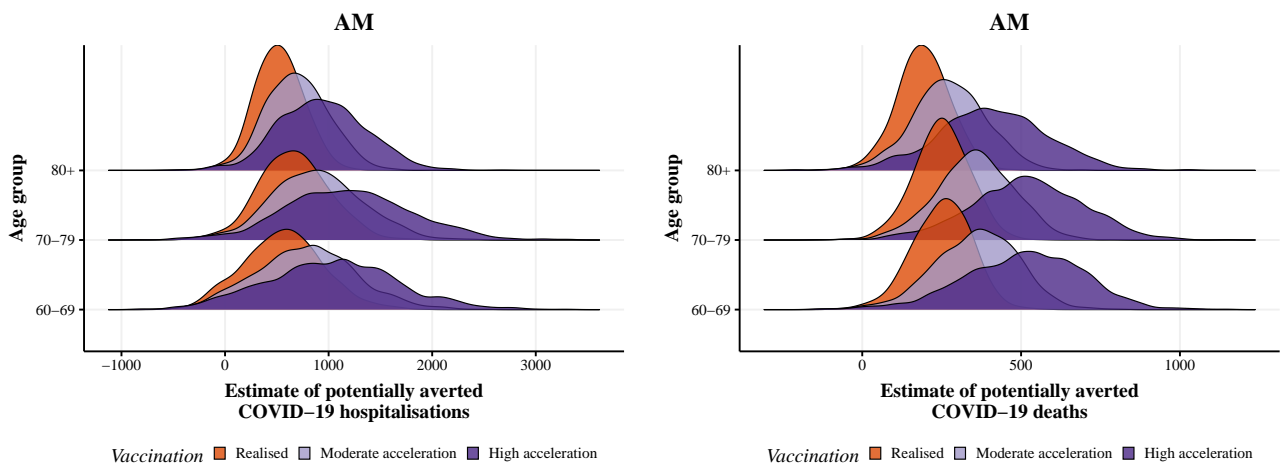 AM
Age group
80+
70−79
60−69
−1000 0 1000 2000 3000
Estimate of potentially averted
COVID−19 hospitalisations
Vaccination Realised Moderate acceleration High acceleration
AM
Age group
80+
70−79
60−69
0 500 1000
Estimate of potentially averted
COVID−19 deaths
Vaccination Realised Moderate acceleration High acceleration